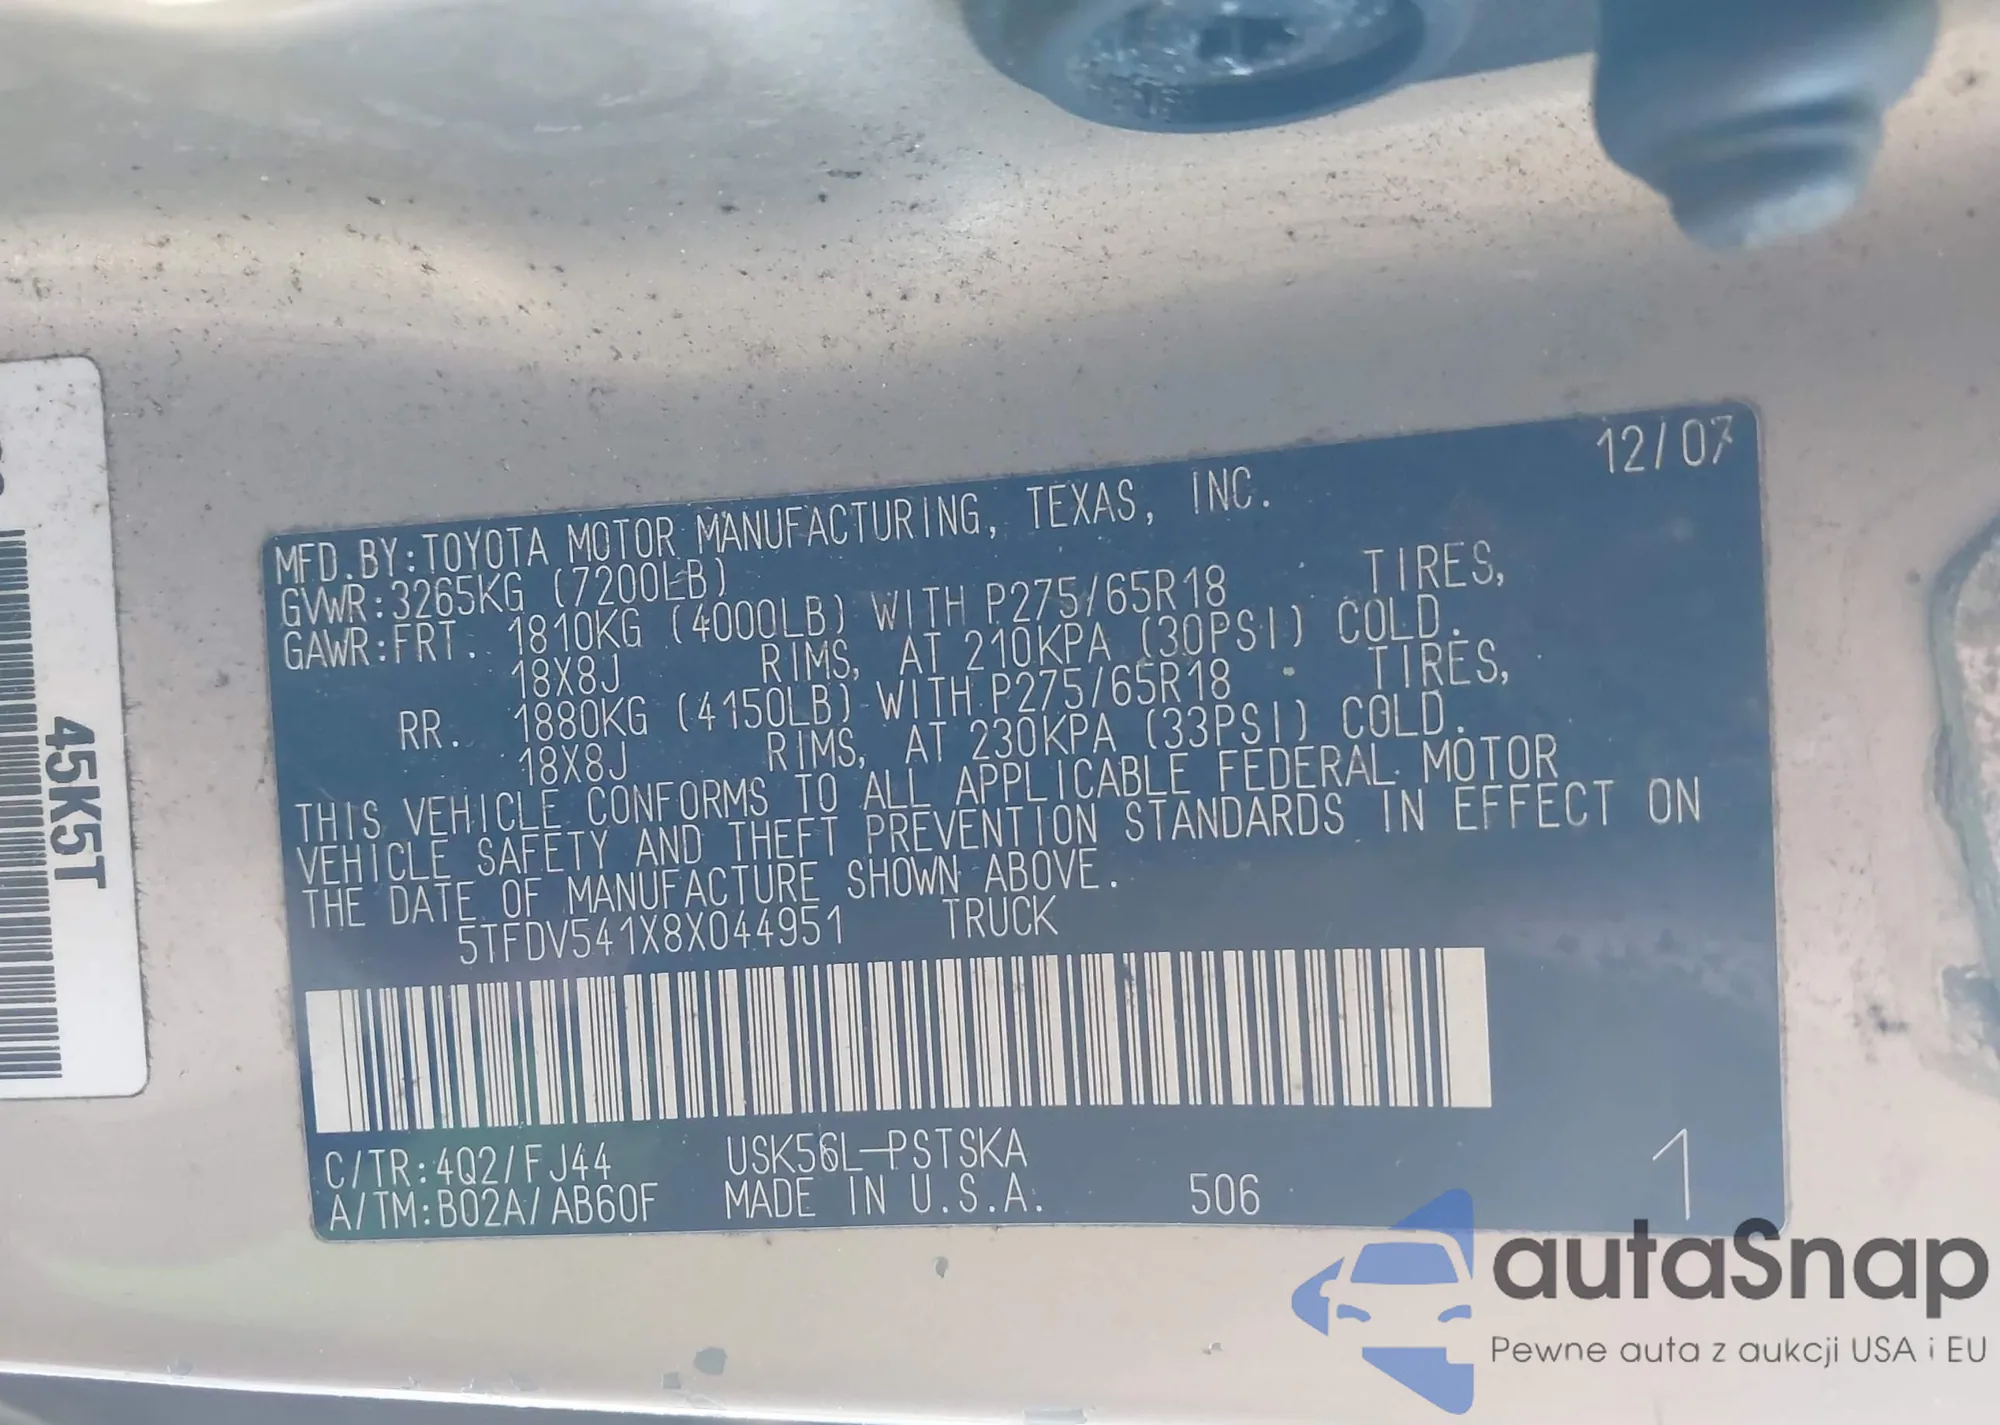 12/07
MFD.BY:TOYOTA MOTOR MANUFACTURING, TEXAS, INC.
GVWR:3265KG (7200LB)
GAWR:FRT. 1810KG (4000LB) WITH P275/65R18 TIRES,
18X8J RIMS, AT 210KPA (30PSI) COLD.
RR. 1880KG (4150LB) WITH P275/65R18 TIRES,
18X8J RIMS, AT 230KPA (33PSI) COLD.
THIS VEHICLE CONFORMS TO ALL APPLICABLE FEDERAL MOTOR
VEHICLE SAFETY AND THEFT PREVENTION STANDARDS IN EFFECT ON
THE DATE OF MANUFACTURE SHOWN ABOVE.
5TFDV541X8X044951 TRUCK
C/TR:4Q2/FJ44 USK56L-PSTSKA
A/TM:B02A/AB60F MADE IN U.S.A. 506 1
45K5T
autaSnap
Pewne auta z aukcji USA i EU